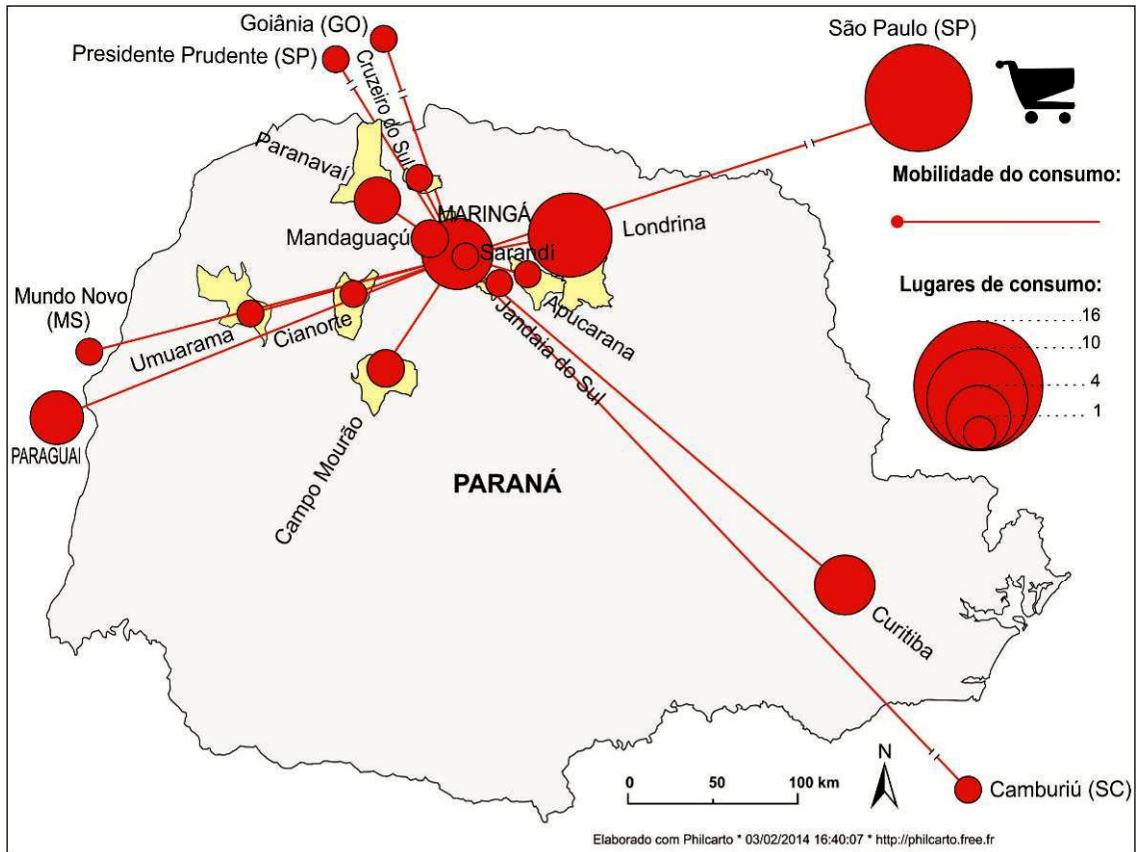 Goiânia (GO)
Presidente Prudente (SP)
São Paulo (SP)
Cruzeiro do Sul
Paranavaí
Mobilidade do consumo:
MARINGÁ
Londrina
Mandaguaçú
Sarandí
Lugares de consumo:
16
10
4
1
Mundo Novo
(MS)
Umuarama
Cianorte
Apucarana
Jandaia do Sul
PARAGUAI
Campo Mourão
PARANÁ
Curitiba
N
0 50 100 km
Camburiú (SC)
Elaborado com Philcarto * 03/02/2014 16:40:07 * http://philcarto.free.fr